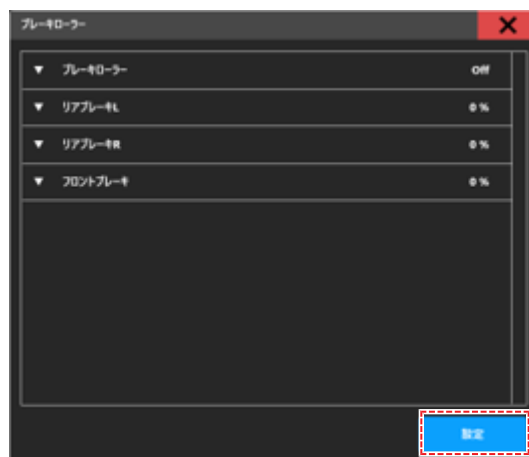 ブレーキローラー
▼ ブレーキローラー Off
▼ リアブレーキL 0 %
▼ リアブレーキR 0 %
▼ フロントブレーキ 0 %
設定